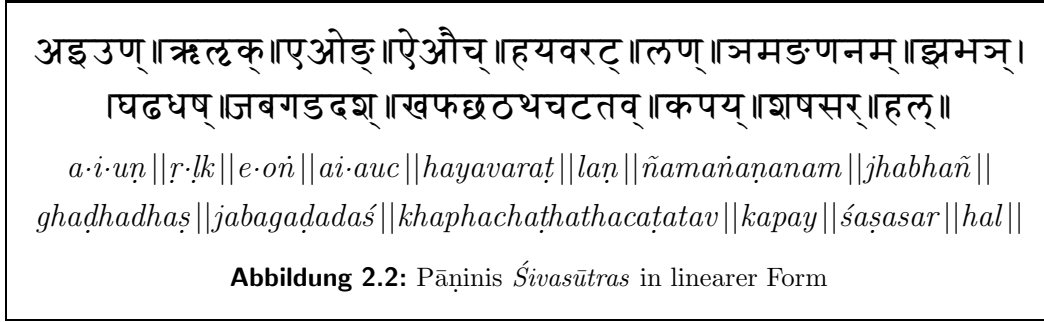 अइउण्॥ऋऌक्॥एओङ्॥ऐऔच्॥हयवरट्॥लण्॥ञमङणनम्॥झभञ्।
।घढधष्॥जबगडदश्॥खफछठथचटतव्॥कपय्॥शषसर्॥हल्॥
a·i·uṇ||ṛ·ḷk||e·oṅ||ai·auc||hayavaraṭ||laṇ||ñamaṅaṇanam||jhabhañ||
ghaḍhadhaṣ||jabagaḍadaś||khaphachaṭhathacaṭatav||kapay||śaṣasar||hal||
Abbildung 2.2: Pāṇinis Śivasūtras in linearer Form